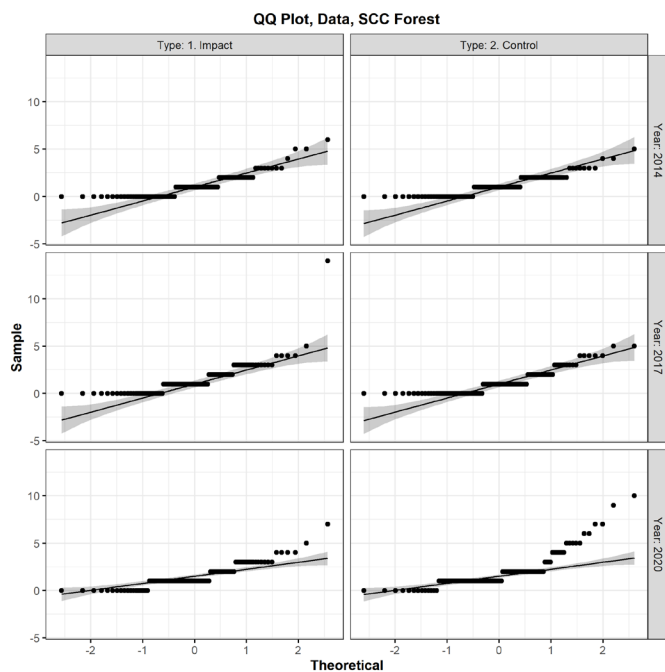 QQ Plot, Data, SCC Forest
Type: 1. Impact
Type: 2. Control
10
5
0
-5
Year: 2014
10
5
0
-5
Year: 2017
10
5
0
-5
Year: 2020
Sample
-2 -1 0 1 2
-2 -1 0 1 2
Theoretical